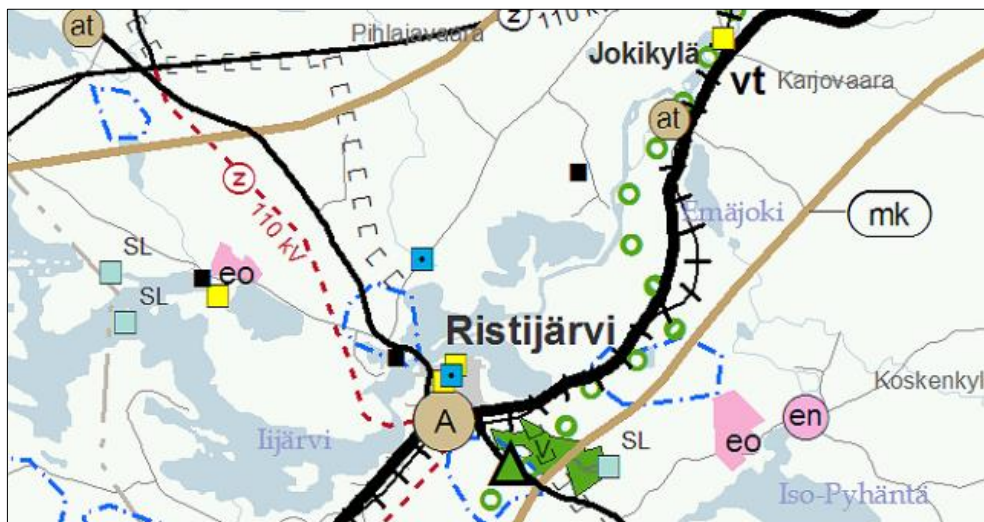 at
Pihlajavaara
z 110 kV
Jokikylä
vt
Karjovaara
at
z 110 kV
Emäjoki
mk
SL
eo
SL
Ristijärvi
Koskenkyl
A
en
Iijärvi
V
SL
eo
Iso-Pyhäntä